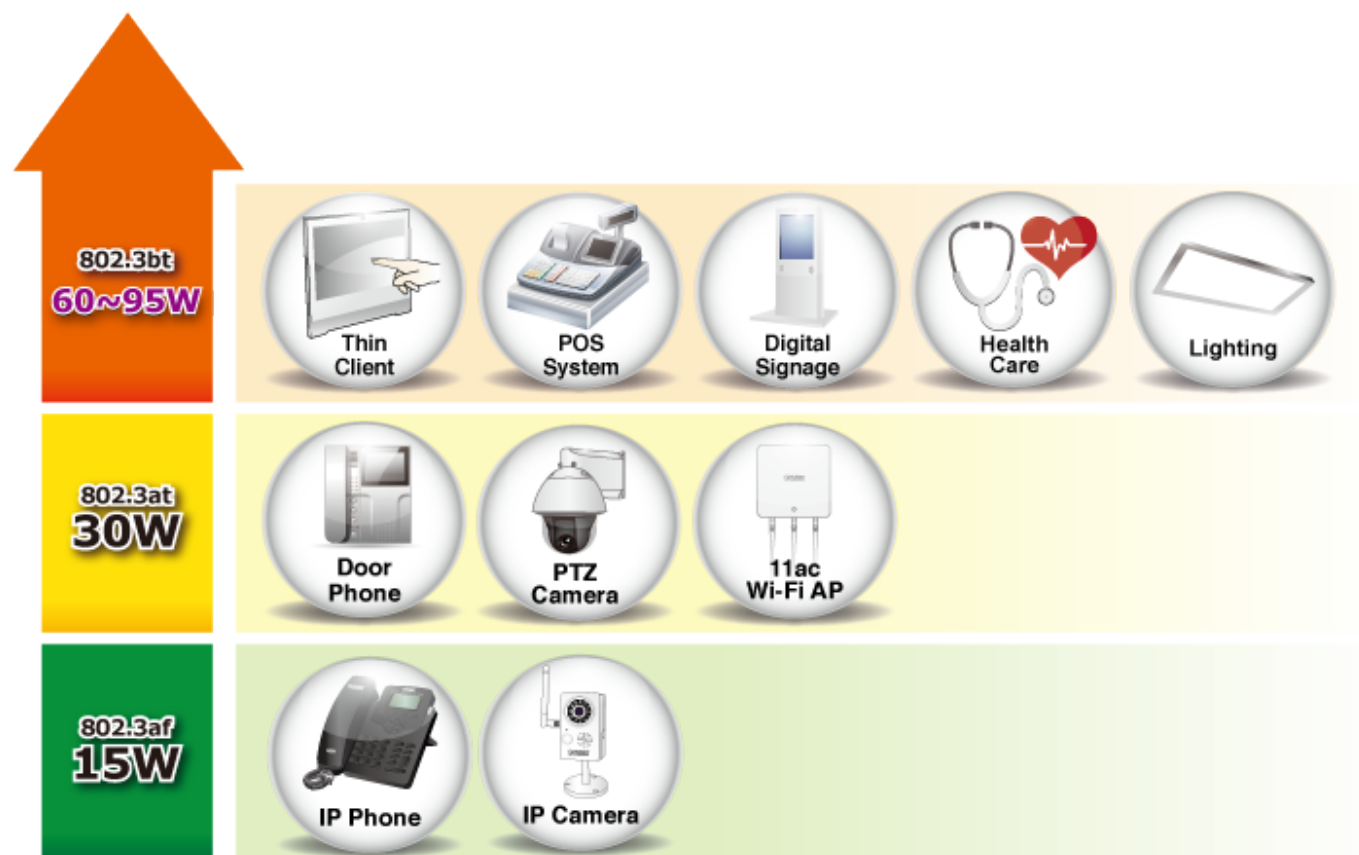 802.3bt
60~95W
Thin
Client
POS
System
Digital
Signage
Health
Care
Lighting
802.3at
30W
Door
Phone
PTZ
Camera
11ac
Wi-Fi AP
802.3af
15W
IP Phone
IP Camera